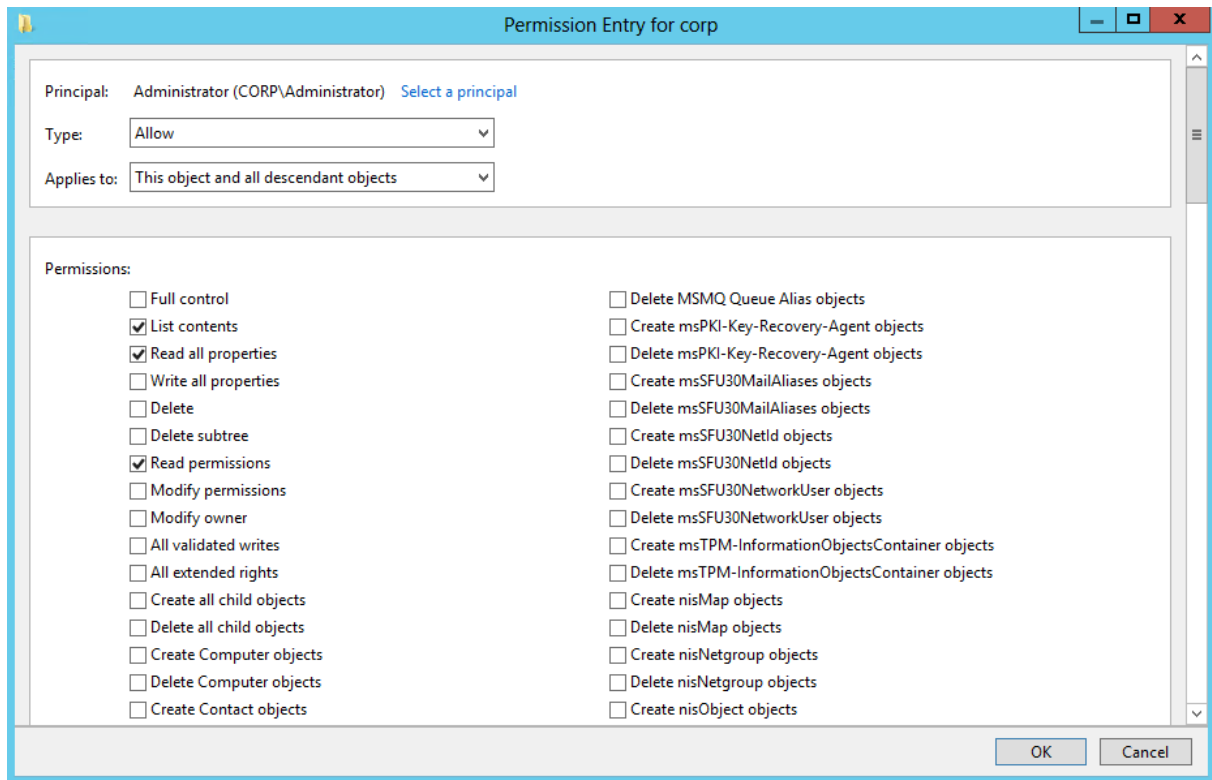 Permission Entry for corp
Principal: Administrator (CORP\Administrator) Select a principal
Type: Allow
Applies to: This object and all descendant objects
Permissions:
Full control
List contents
Read all properties
Write all properties
Delete
Delete subtree
Read permissions
Modify permissions
Modify owner
All validated writes
All extended rights
Create all child objects
Delete all child objects
Create Computer objects
Delete Computer objects
Create Contact objects
Delete MSMQ Queue Alias objects
Create msPKI-Key-Recovery-Agent objects
Delete msPKI-Key-Recovery-Agent objects
Create msSFU30MailAliases objects
Delete msSFU30MailAliases objects
Create msSFU30NetId objects
Delete msSFU30NetId objects
Create msSFU30NetworkUser objects
Delete msSFU30NetworkUser objects
Create msTPM-InformationObjectsContainer objects
Delete msTPM-InformationObjectsContainer objects
Create nisMap objects
Delete nisMap objects
Create nisNetgroup objects
Delete nisNetgroup objects
Create nisObject objects
OK
Cancel